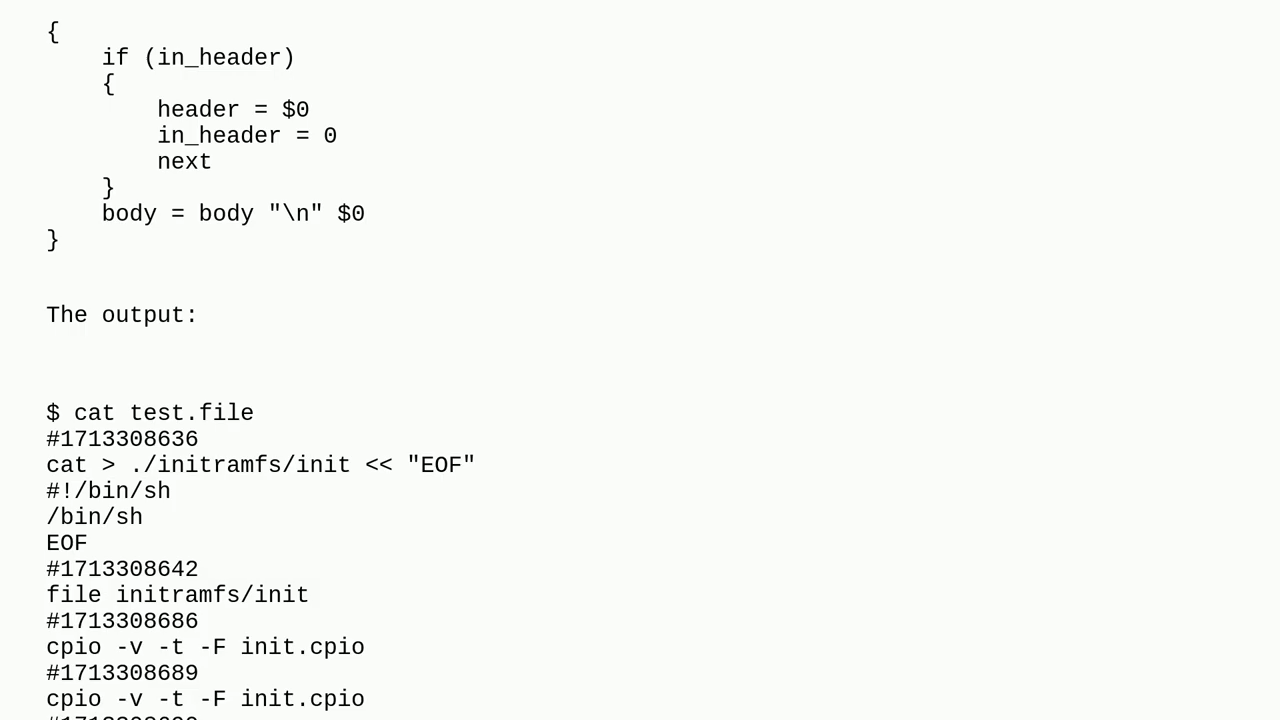 {
    if (in_header)
    {
        header = $0
        in_header = 0
        next
    }
    body = body "\n" $0
}
The output:
$ cat test.file
#1713308636
cat > ./initramfs/init << "EOF"
#!/bin/sh
/bin/sh
EOF
#1713308642
file initramfs/init
#1713308686
cpio -v -t -F init.cpio
#1713308689
cpio -v -t -F init.cpio